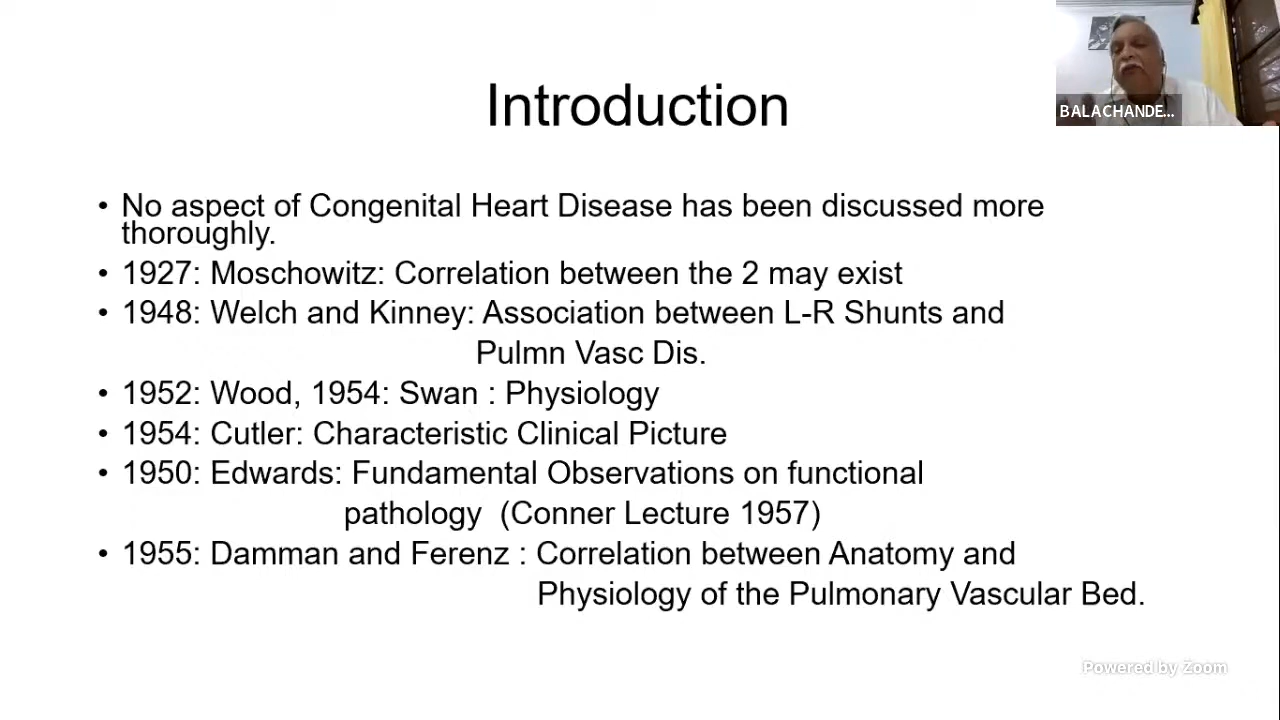 Introduction
BALACHANDE...
• No aspect of Congenital Heart Disease has been discussed more
thoroughly.
• 1927: Moschowitz: Correlation between the 2 may exist
• 1948: Welch and Kinney: Association between L-R Shunts and
Pulmn Vasc Dis.
• 1952: Wood, 1954: Swan : Physiology
• 1954: Cutler: Characteristic Clinical Picture
• 1950: Edwards: Fundamental Observations on functional
pathology (Conner Lecture 1957)
• 1955: Damman and Ferenz : Correlation between Anatomy and
Physiology of the Pulmonary Vascular Bed.
Powered by Zoom